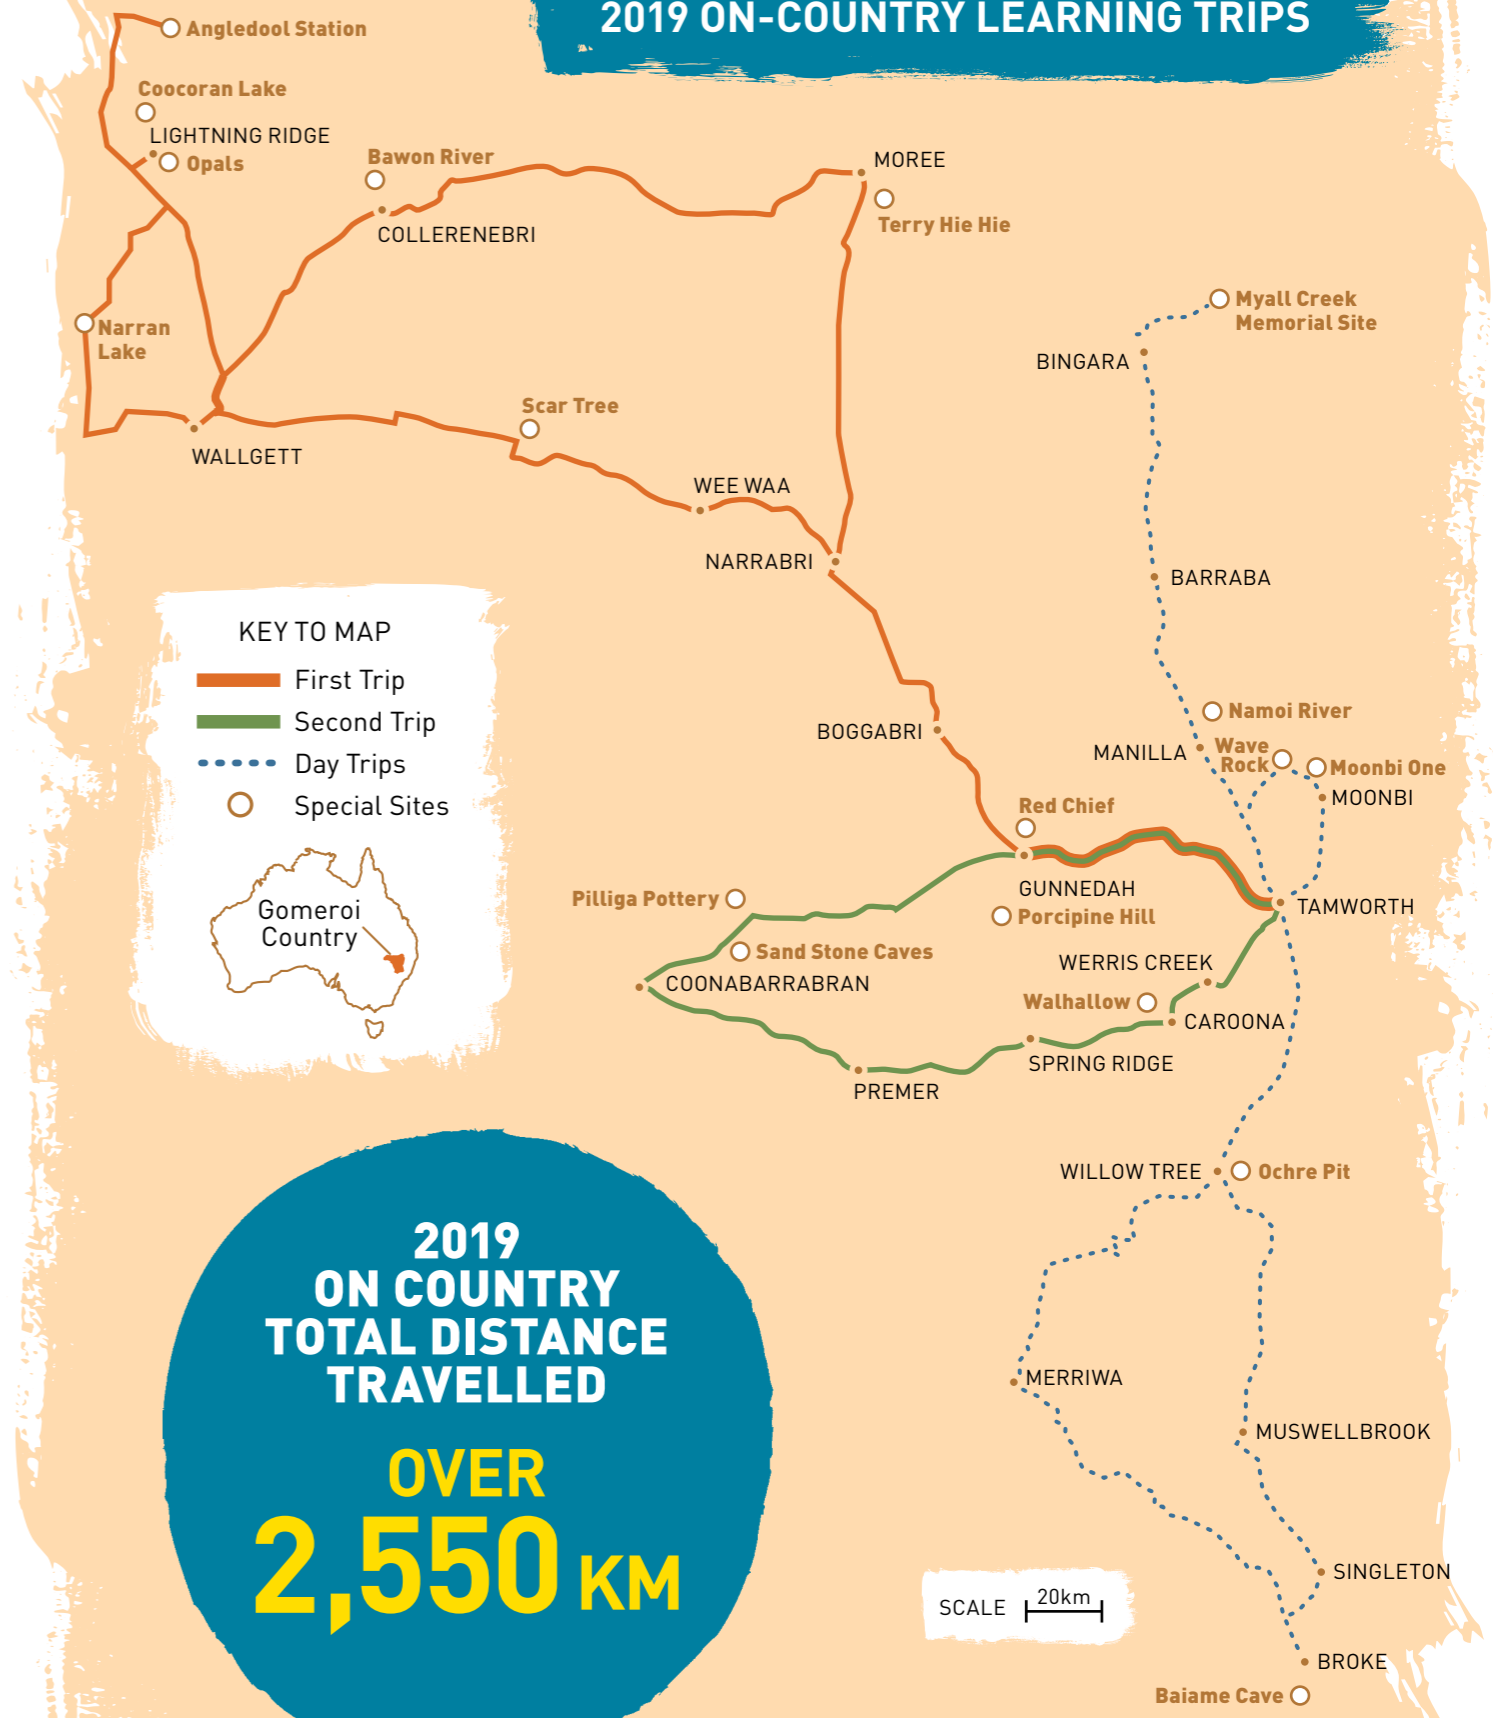 2019 ON-COUNTRY LEARNING TRIPS
Angledool Station
Coocoran Lake
LIGHTNING RIDGE
Opals
Bawon River
COLLERENEBRI
MOREE
Terry Hie Hie
Myall Creek
Memorial Site
BINGARA
Narran
Lake
Scar Tree
WALLGETT
WEE WAA
NARRABRI
BARRABA
KEY TO MAP
First Trip
Second Trip
Day Trips
Special Sites
Gomeroi
Country
BOGGABRI
Namoi River
MANILLA
Wave
Rock
Moonbi One
MOONBI
Red Chief
GUNNEDAH
Porcipine Hill
TAMWORTH
Pilliga Pottery
Sand Stone Caves
COONABARRABRAN
WERRIS CREEK
Walhallow
CAROONA
SPRING RIDGE
PREMER
WILLOW TREE
Ochre Pit
2019
ON COUNTRY
TOTAL DISTANCE
TRAVELLED
OVER
2,550 KM
MERRIWA
MUSWELLBROOK
SINGLETON
SCALE 20km
BROKE
Baiame Cave